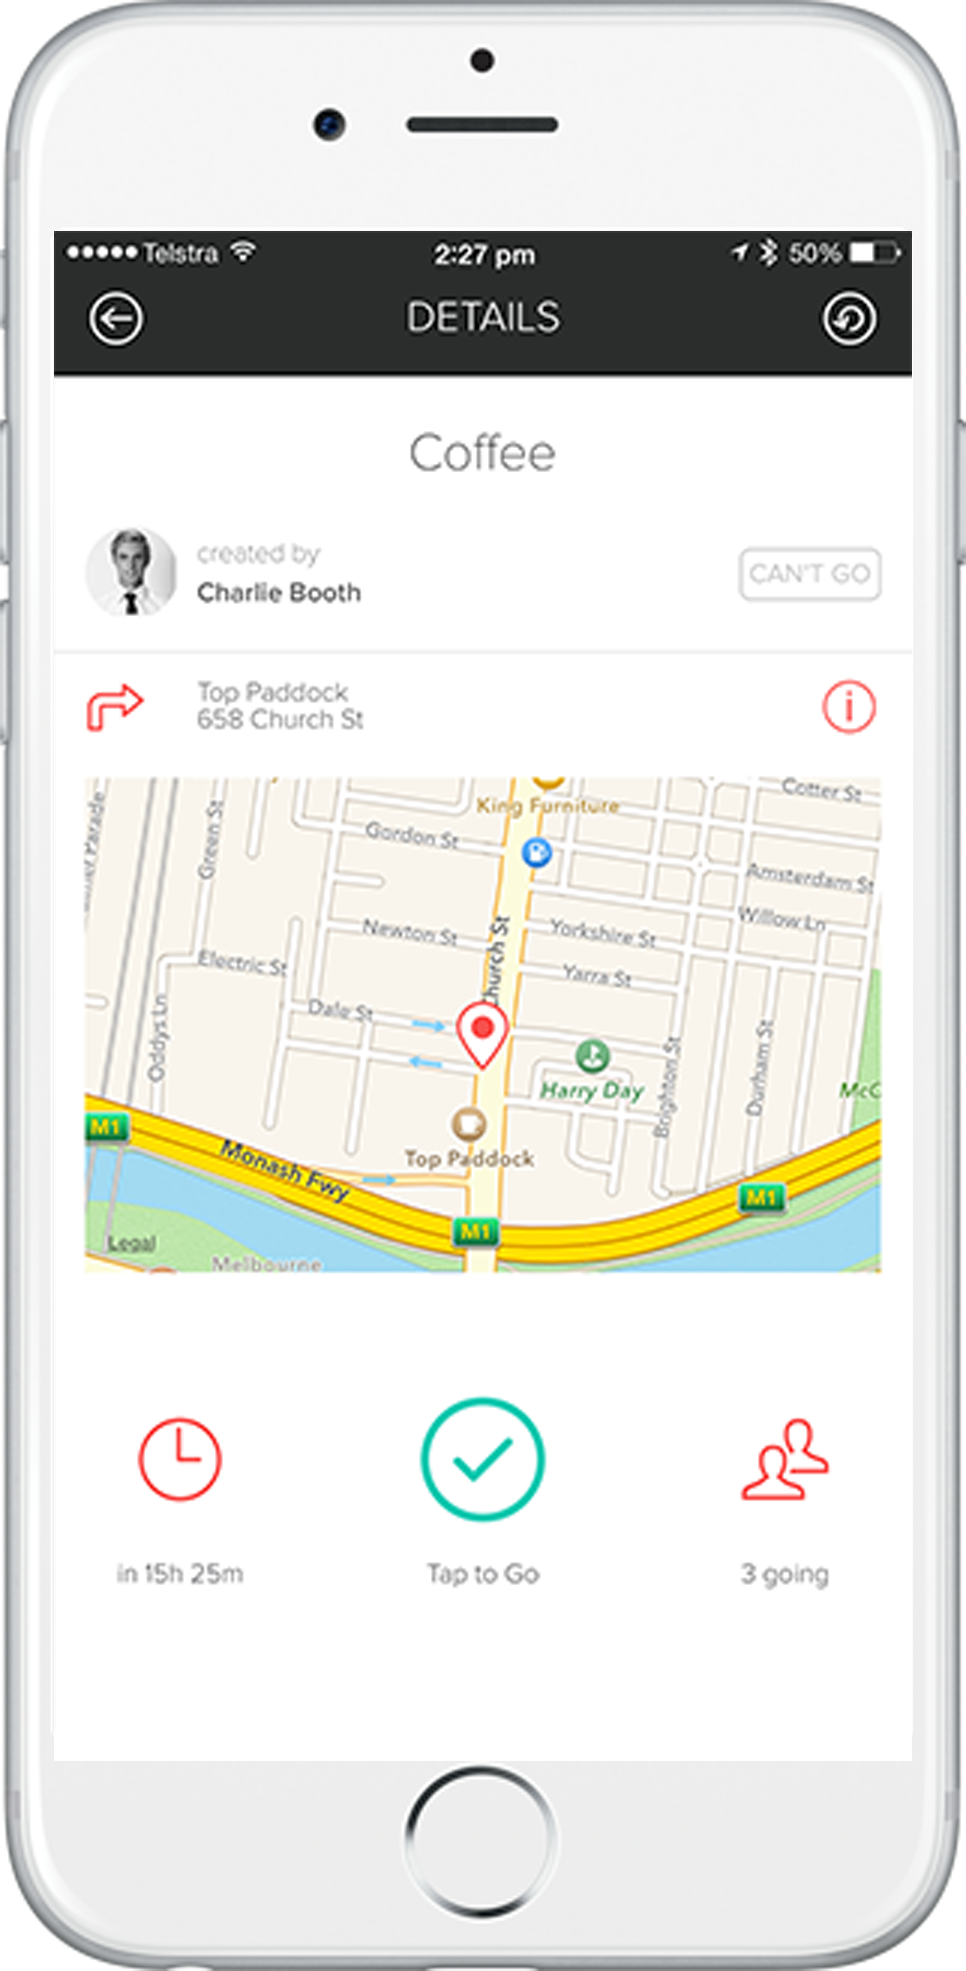 Telstra
2:27 pm
50%
DETAILS
Coffee
created by
Charlie Booth
CAN'T GO
Top Paddock
658 Church St
King Furniture
Cotter St
Gordon St
Green St
Amsterdam St
Willow Ln
Newton St
Church St
Yorkshire St
Electric St
Yarra St
Dale St
Oddys Ln
Harry Day
Brighton St
Durham St
McG
M1
Top Paddock
Monash Fwy
M1
M1
Legal
Melbourne
in 15h 25m
Tap to Go
3 going